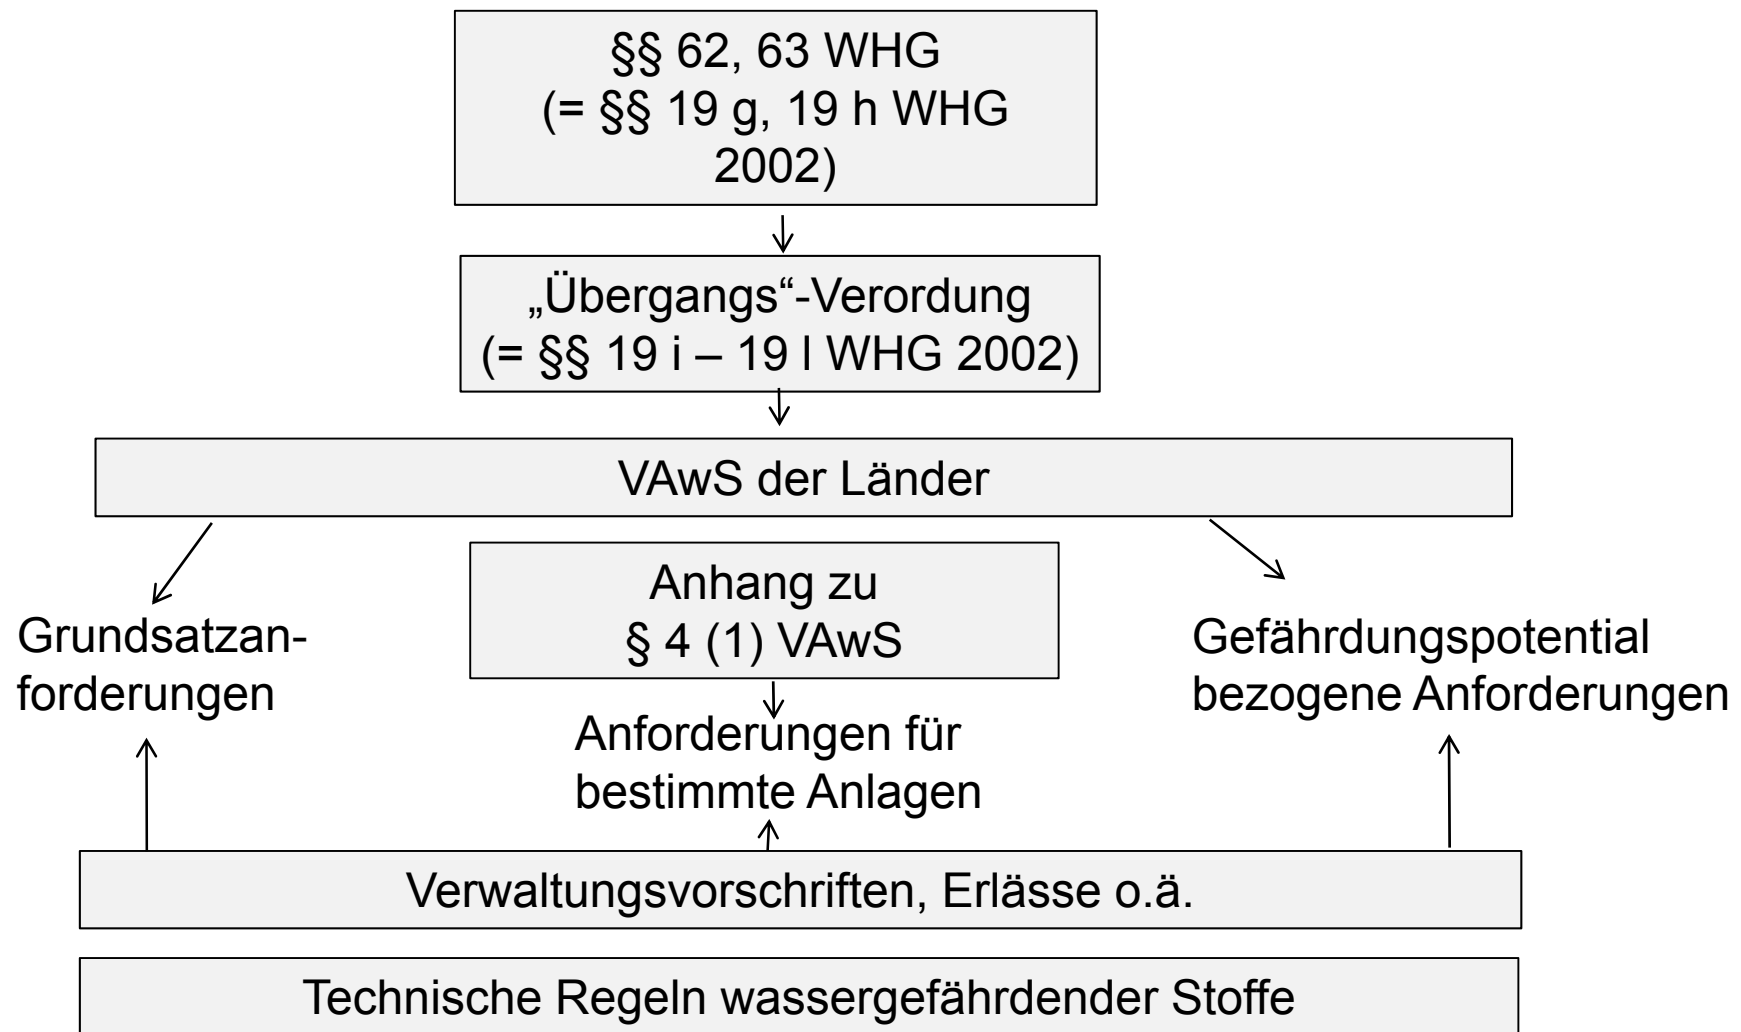 §§ 62, 63 WHG
(= §§ 19 g, 19 h WHG
2002)
„Übergangs“-Verordung
(= §§ 19 i – 19 l WHG 2002)
VAwS der Länder
Grundsatzan-
forderungen
Anhang zu
§ 4 (1) VAwS
Anforderungen für
bestimmte Anlagen
Gefährdungspotential
bezogene Anforderungen
Verwaltungsvorschriften, Erlässe o.ä.
Technische Regeln wassergefährdender Stoffe